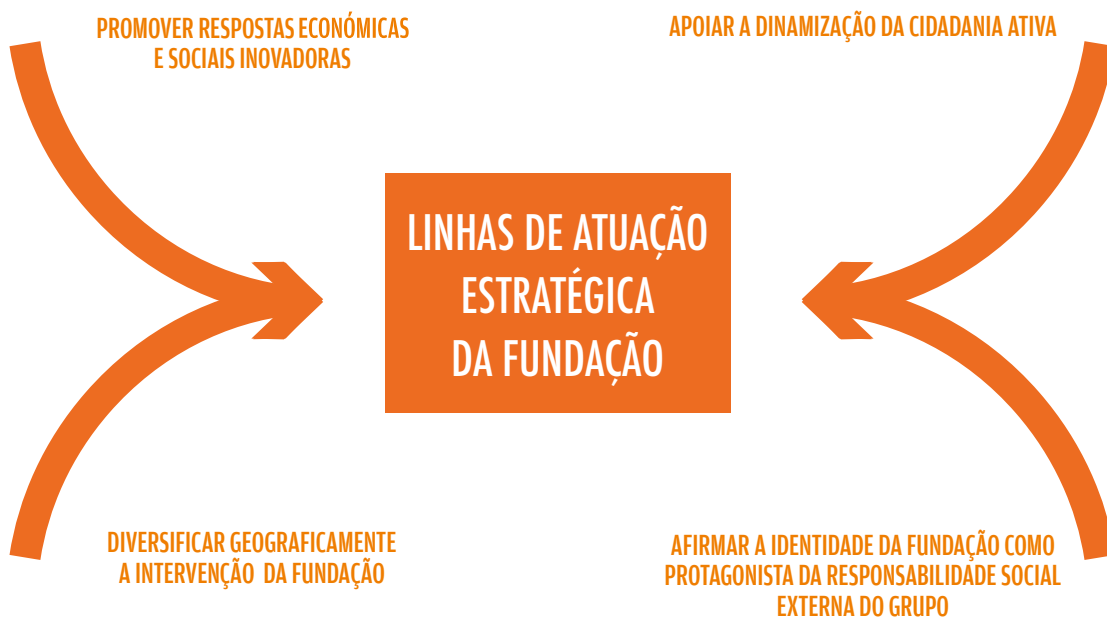 PROMOVER RESPOSTAS ECONÓMICAS
E SOCIAIS INOVADORAS
APOIAR A DINAMIZAÇÃO DA CIDADANIA ATIVA
LINHAS DE ATUAÇÃO
ESTRATÉGICA
DA FUNDAÇÃO
DIVERSIFICAR GEOGRAFICAMENTE
A INTERVENÇÃO DA FUNDAÇÃO
AFIRMAR A IDENTIDADE DA FUNDAÇÃO COMO
PROTAGONISTA DA RESPONSABILIDADE SOCIAL
EXTERNA DO GRUPO